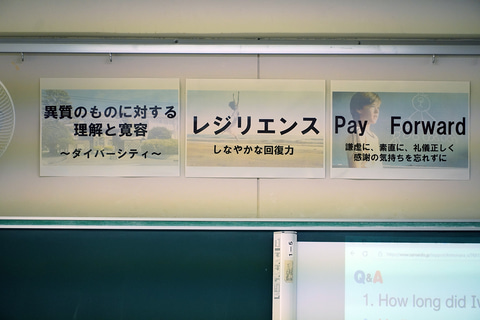 異質のものに対する
理解と寛容
～ダイバーシティ～
レジリエンス
しなやかな回復力
Pay Forward
謙虚に、素直に、礼儀正しく
感謝の気持ちを忘れずに
Q&A
1. How long did